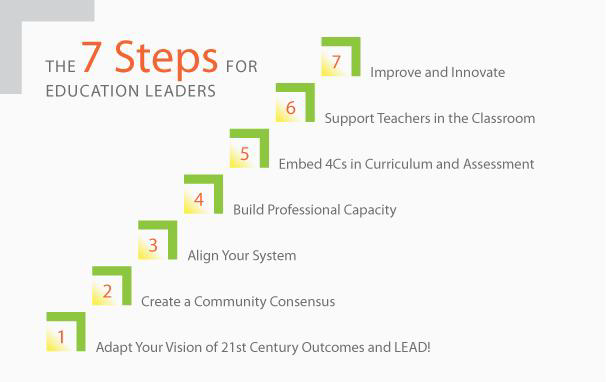 THE 7 Steps FOR
EDUCATION LEADERS
7 Improve and Innovate
6 Support Teachers in the Classroom
5 Embed 4Cs in Curriculum and Assessment
4 Build Professional Capacity
3 Align Your System
2 Create a Community Consensus
1 Adapt Your Vision of 21st Century Outcomes and LEAD!